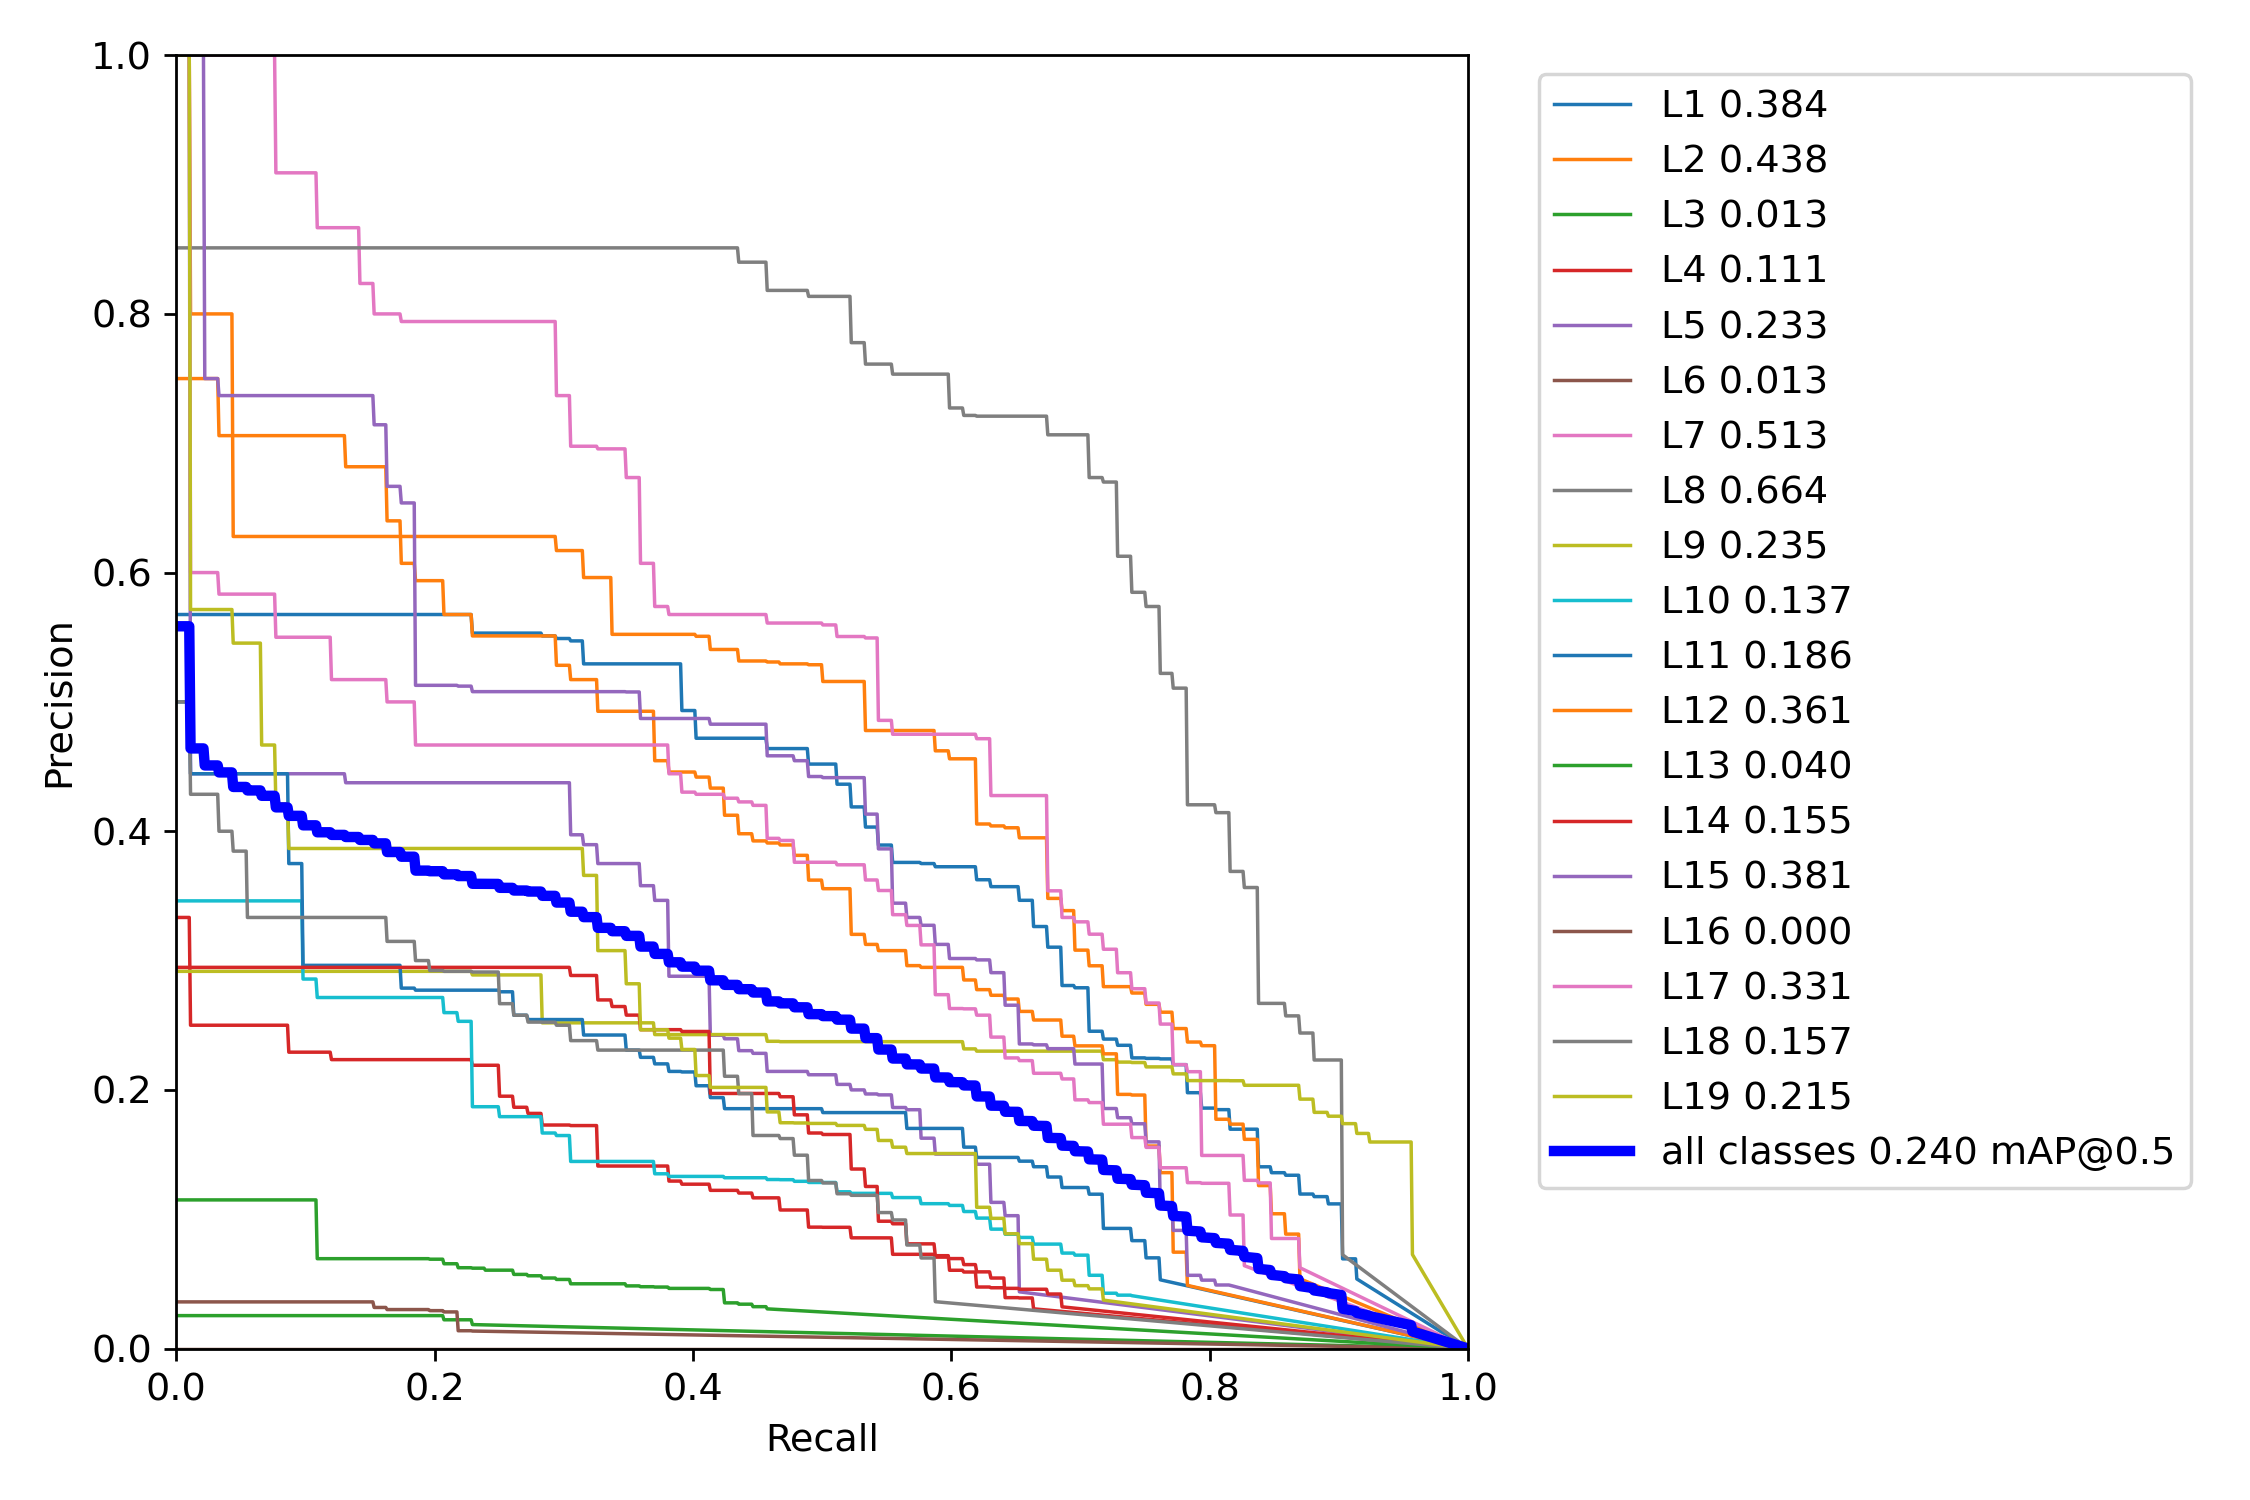 1.0
0.8
0.6
0.4
0.2
0.0
Precision
0.0 0.2 0.4 0.6 0.8 1.0
Recall
L1 0.384
L2 0.438
L3 0.013
L4 0.111
L5 0.233
L6 0.013
L7 0.513
L8 0.664
L9 0.235
L10 0.137
L11 0.186
L12 0.361
L13 0.040
L14 0.155
L15 0.381
L16 0.000
L17 0.331
L18 0.157
L19 0.215
all classes 0.240 mAP@0.5